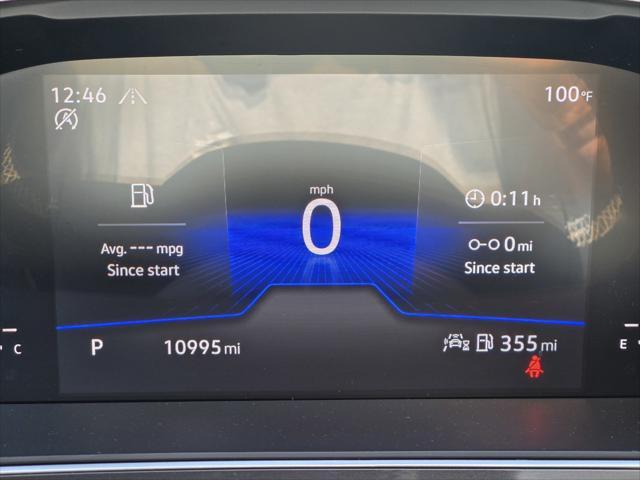 12:46
100°F
mph
0
0:11 h
Avg. --- mpg
Since start
0 mi
Since start
C
P
10995 mi
355 mi
E